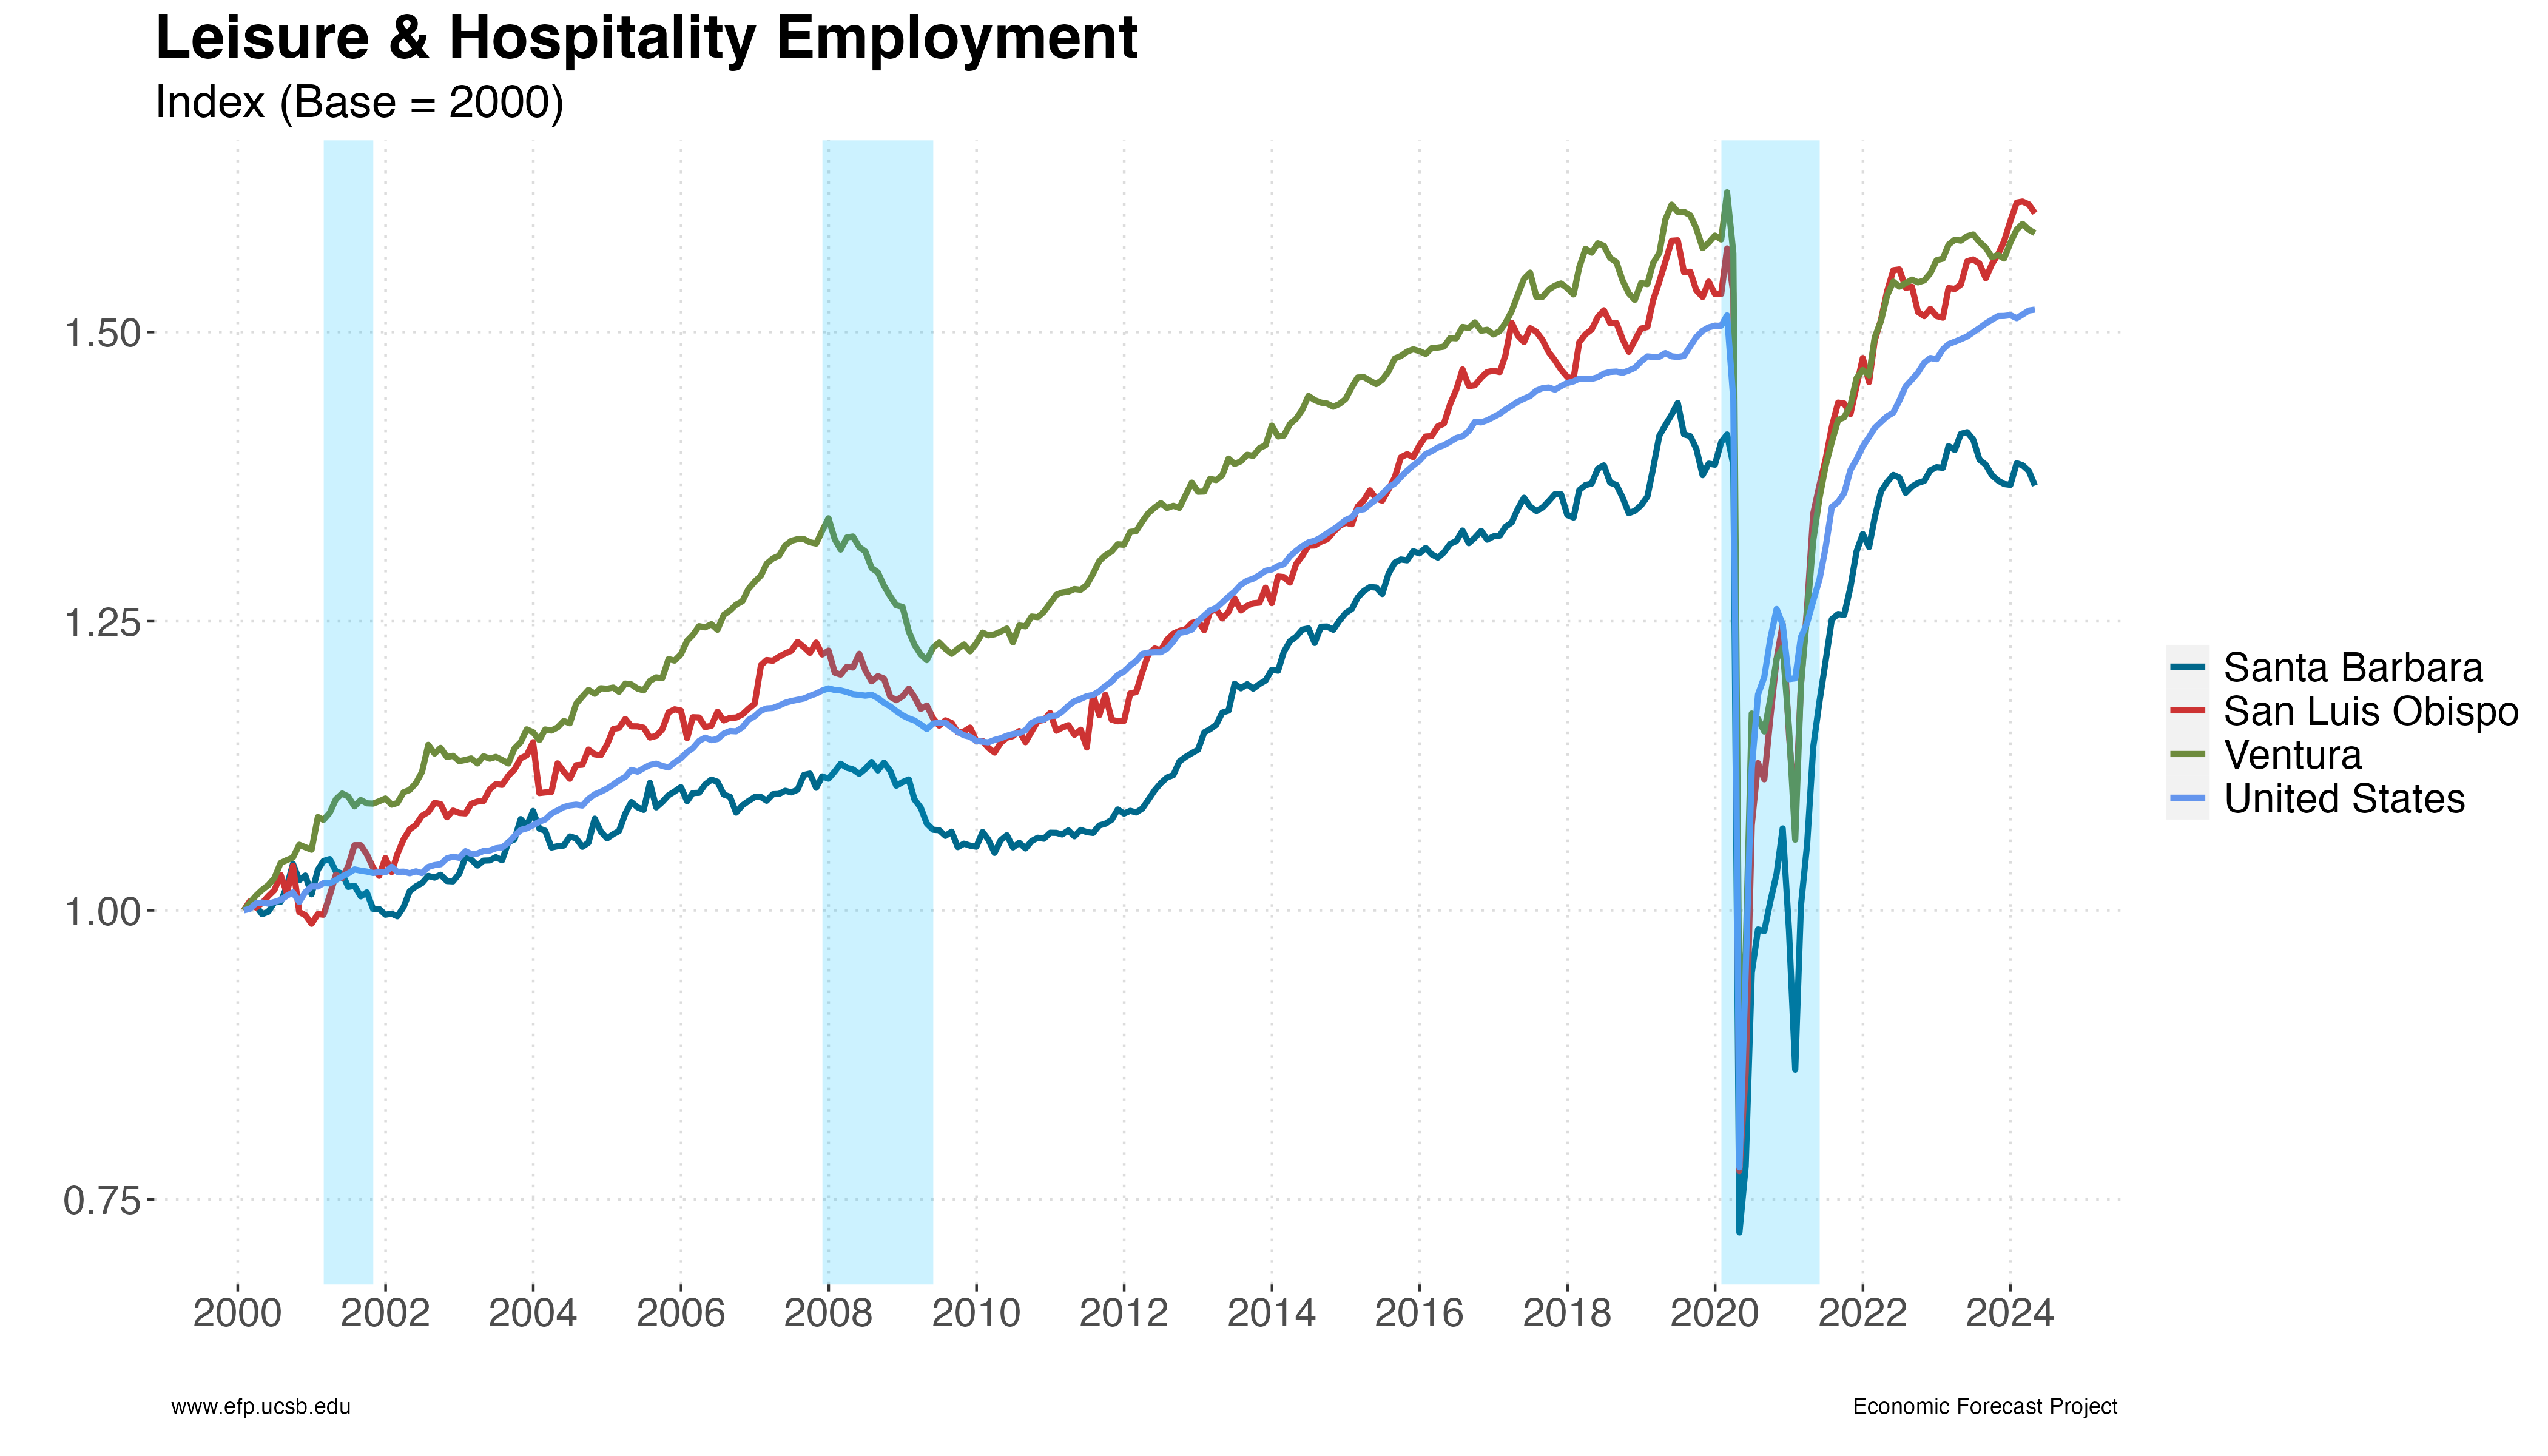 Leisure & Hospitality Employment
Index (Base = 2000)
1.50
1.25
1.00
0.75
2000 2002 2004 2006 2008 2010 2012 2014 2016 2018 2020 2022 2024
Santa Barbara
San Luis Obispo
Ventura
United States
www.efp.ucsb.edu
Economic Forecast Project